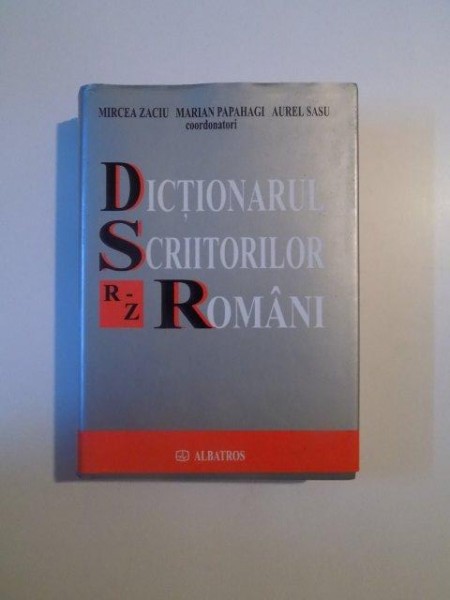 MIRCEA ZACIU MARIAN PAPAHAGI AUREL SASU
coordonatori
DICȚIONARUL
SCRIITORILOR
R-Z ROMÂNI
ALBATROS